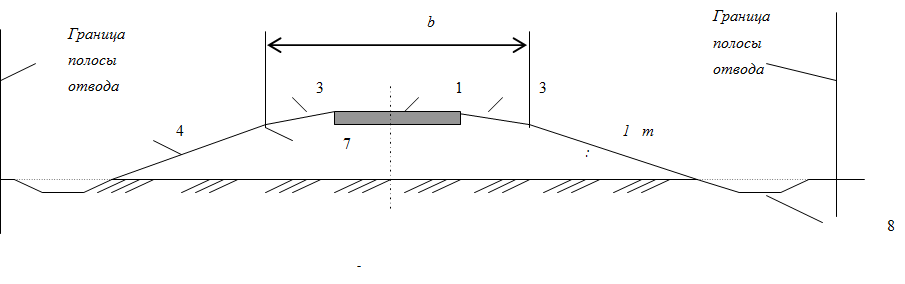 b
Граница
полосы
отвода
Граница
полосы
отвода
3
1
3
4
7
1 m
:
8
-